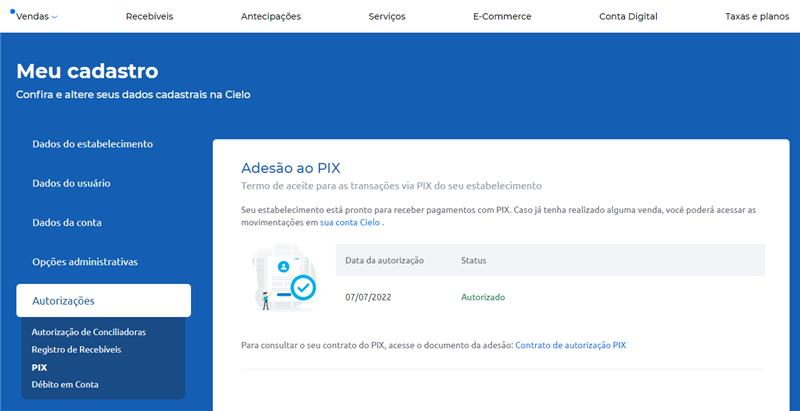 Vendas
Recebíveis
Antecipações
Serviços
E-Commerce
Conta Digital
Taxas e planos
Meu cadastro
Confira e altere seus dados cadastrais na Cielo
Dados do estabelecimento
Dados do usuário
Dados da conta
Opções administrativas
Autorizações
Autorização de Conciliadoras
Registro de Recebíveis
PIX
Débito em Conta
Adesão ao PIX
Termo de aceite para as transações via PIX do seu estabelecimento
Seu estabelecimento está pronto para receber pagamentos com PIX. Caso já tenha realizado alguma venda, você poderá acessar as
movimentações em sua conta Cielo .
Data da autorização Status
07/07/2022 Autorizado
Para consultar o seu contrato do PIX, acesse o documento da adesão: Contrato de autorização PIX